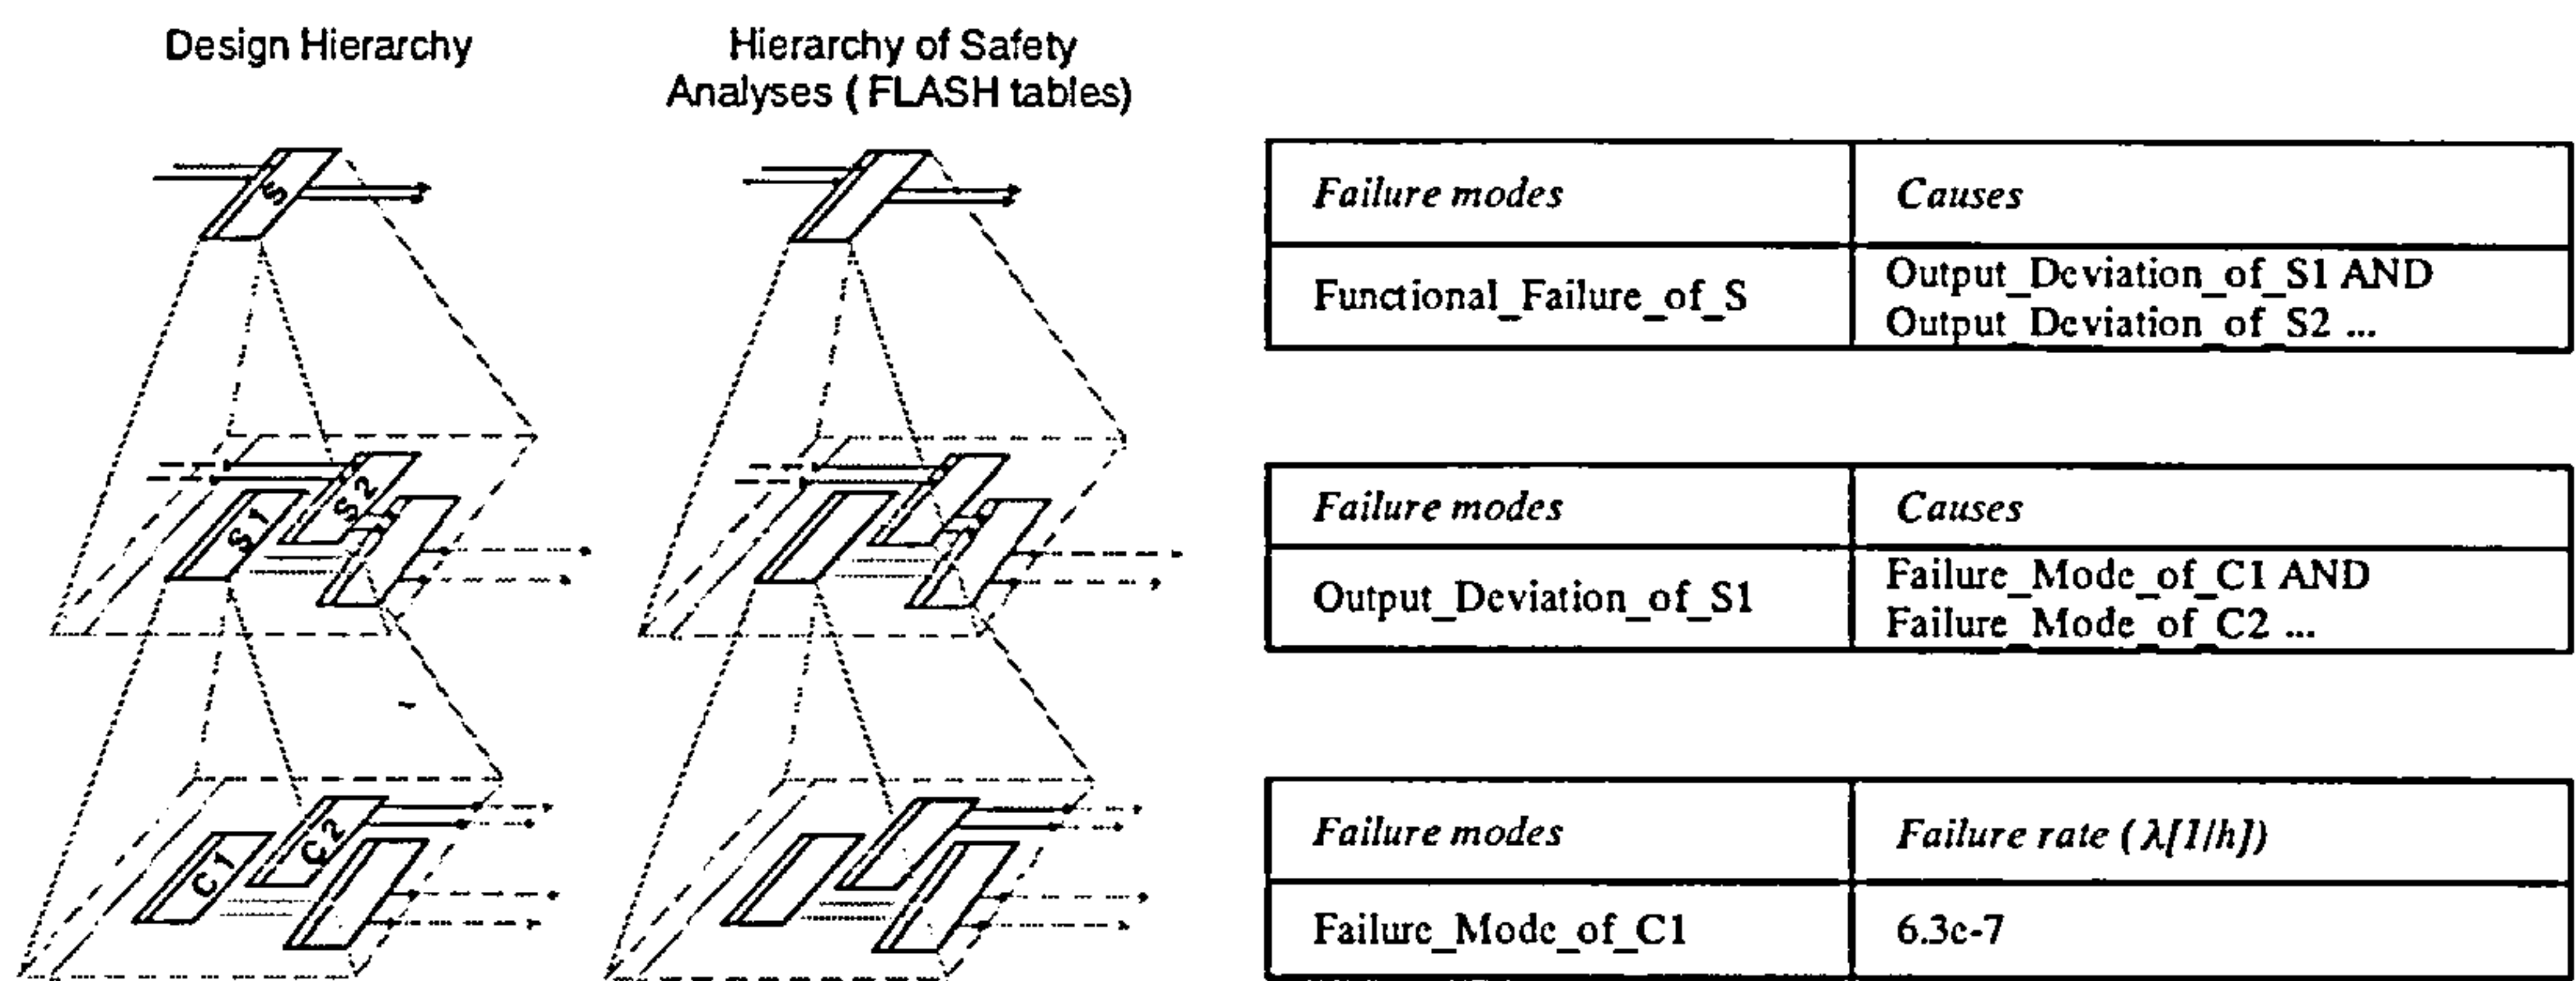 Design Hierarchy
Hierarchy of Safety
Analyses ( FLASH tables)
S
S1
S2
C1
C2
Failure modes
Causes
Functional_Failure_of_S
Output_Deviation_of_S1 AND
Output_Deviation_of_S2 ...
Failure modes
Causes
Output_Deviation_of_S1
Failure_Mode_of_C1 AND
Failure_Mode_of_C2 ...
Failure modes
Failure rate ( λ[1/h])
Failure_Mode_of_C1
6.3e-7